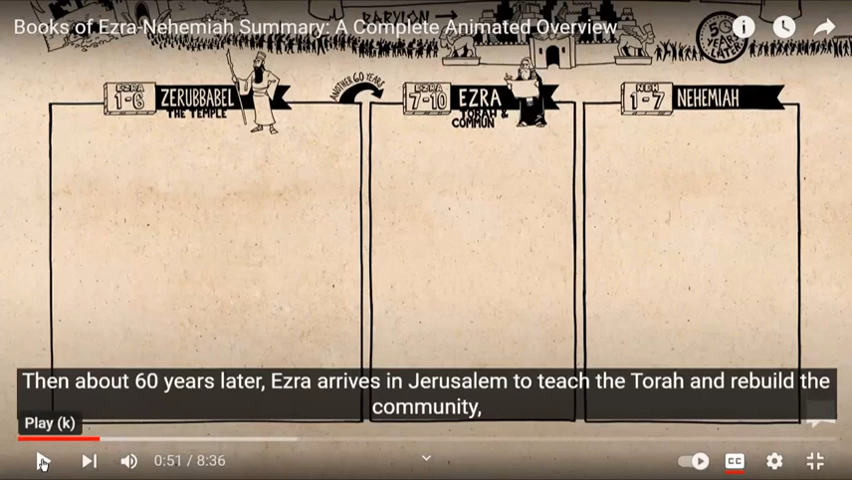 BABYLON
Books of Ezra-Nehemiah Summary: A Complete Animated Overview
50 YEARS LATER
EZRA 1-6 ZERUBBABEL
THE TEMPLE
ANOTHER 60 YEARS
EZRA 7-10 EZRA
TORAH &
COMMUN
NEH 1-7 NEHEMIAH
Then about 60 years later, Ezra arrives in Jerusalem to teach the Torah and rebuild the
community,
Play (k)
0:51 / 8:36
CC